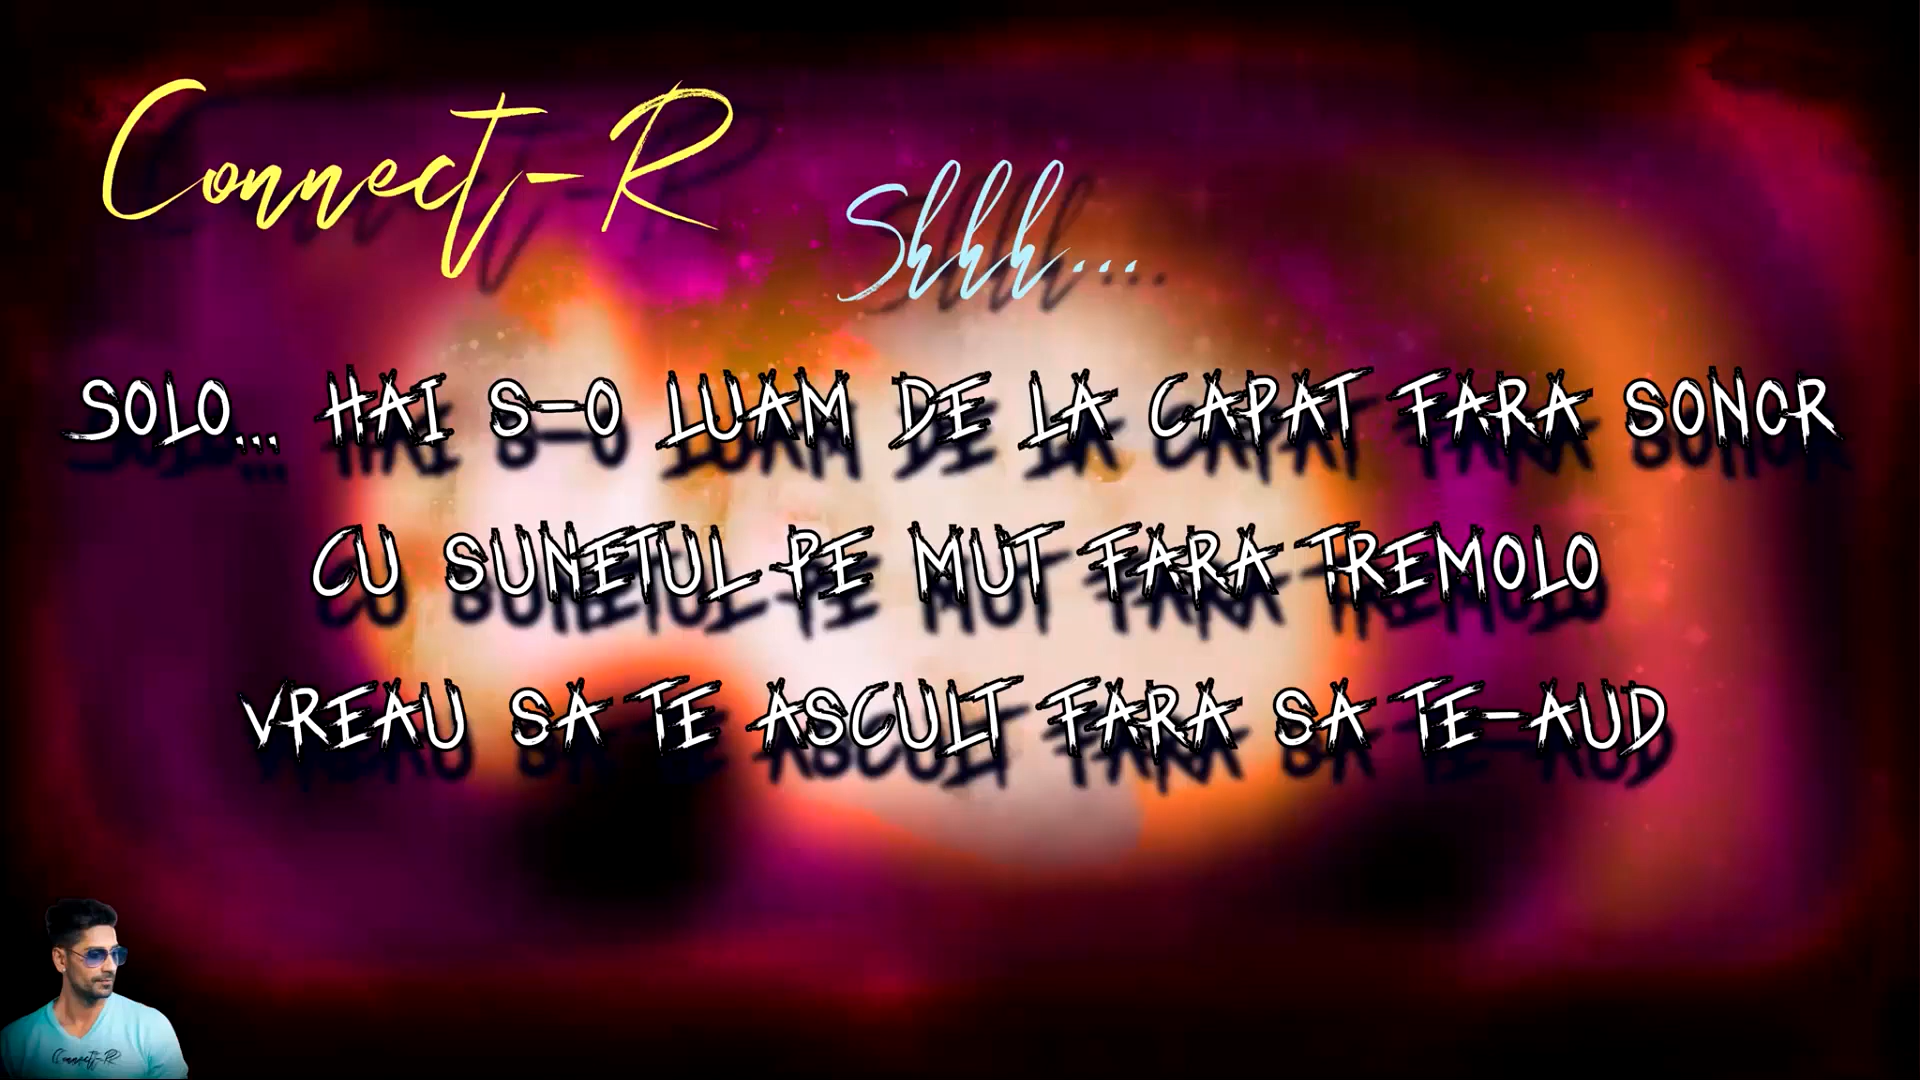 Connect-R
Shhh....
SOLO... HAI S-O LUAM DE LA CAPAT FARA SONOR
CU SUNETUL PE MUT FARA TREMOLO
VREAU SA TE ASCULT FARA SA TE-AUD
Connect-R